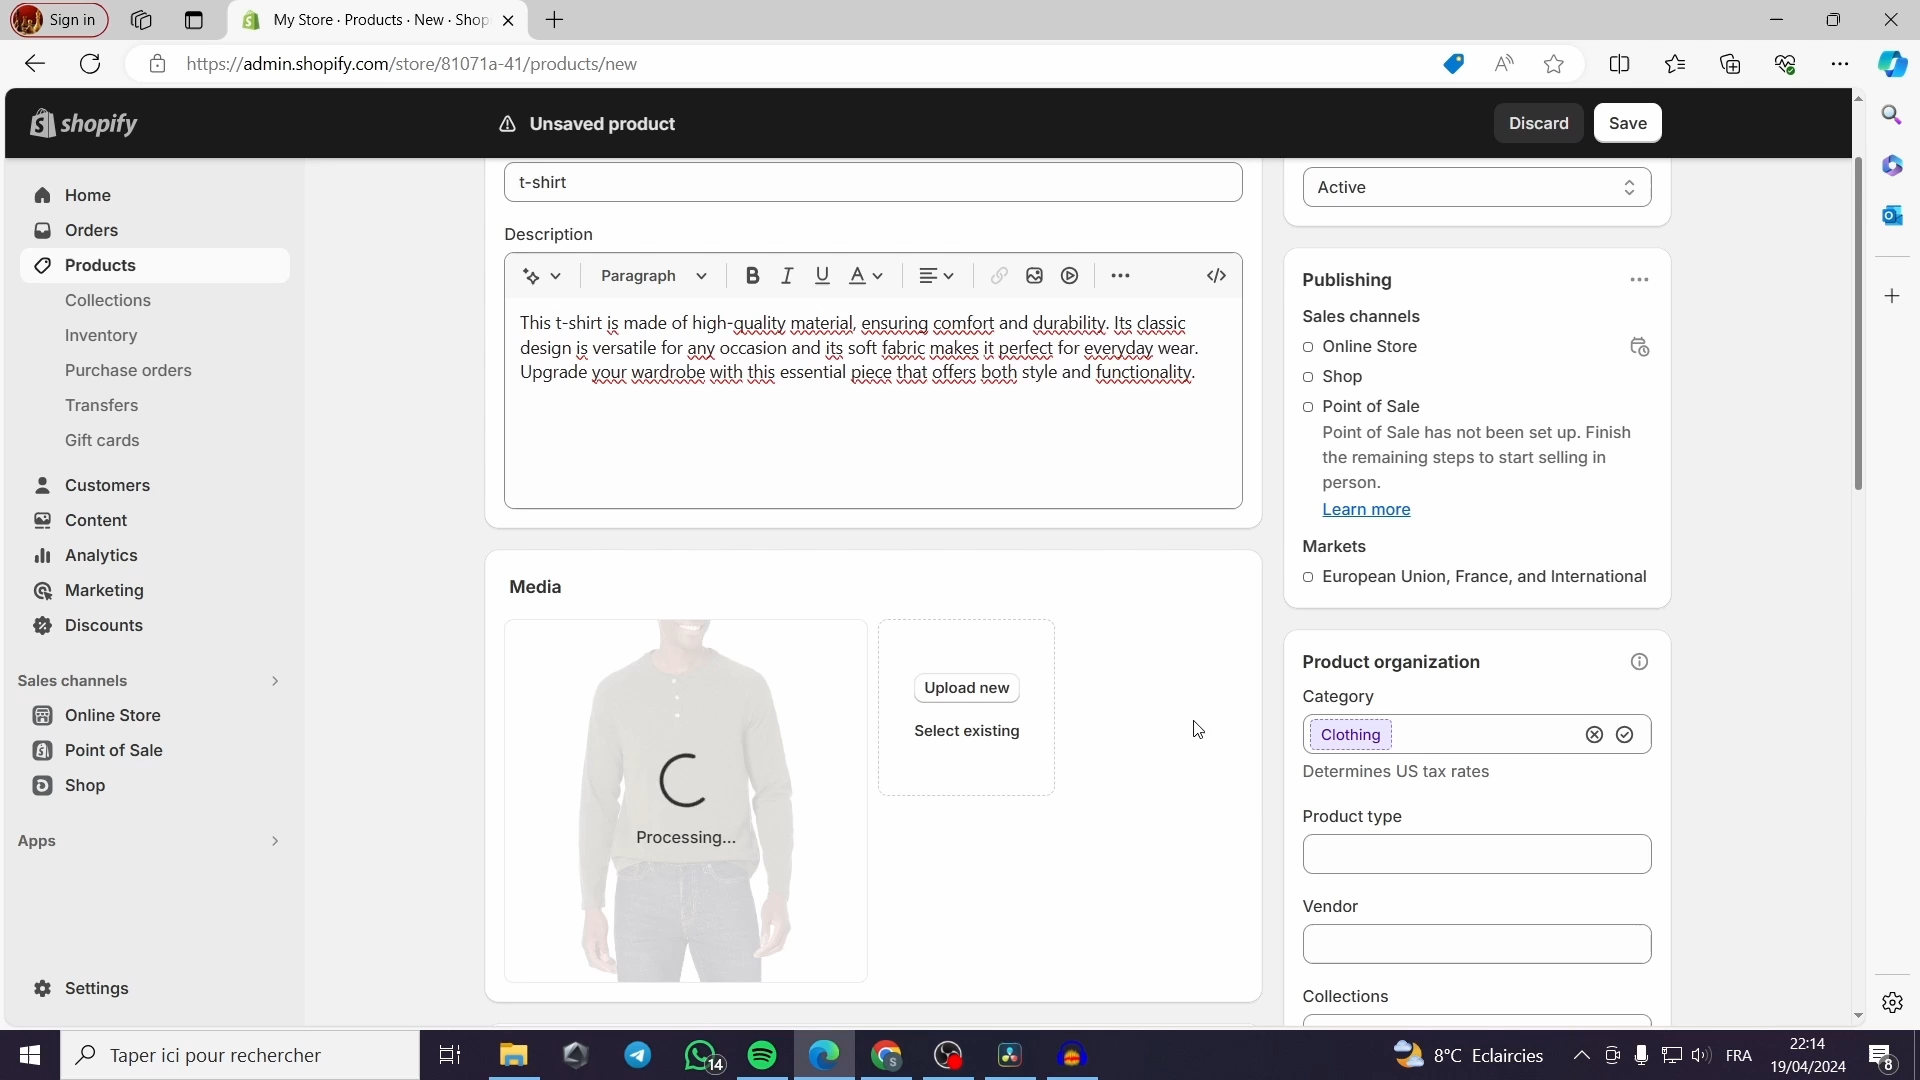 Sign in
My Store · Products · New · Shop
https://admin.shopify.com/store/81071a-41/products/new
shopify
Unsaved product
Discard
Save
Home
Orders
Products
Collections
Inventory
Purchase orders
Transfers
Gift cards
Customers
Content
Analytics
Marketing
Discounts
Sales channels
Online Store
Point of Sale
Shop
Apps
Settings
t-shirt
Description
Paragraph
This t-shirt is made of high-quality material, ensuring comfort and durability. Its classic
design is versatile for any occasion and its soft fabric makes it perfect for everyday wear.
Upgrade your wardrobe with this essential piece that offers both style and functionality.
Media
Processing...
Upload new
Select existing
Active
Publishing
Sales channels
Online Store
Shop
Point of Sale
Point of Sale has not been set up. Finish
the remaining steps to start selling in
person.
Learn more
Markets
European Union, France, and International
Product organization
Category
Clothing
Determines US tax rates
Product type
Vendor
Collections
Taper ici pour rechercher
14
8°C Eclaircies
FRA
22:14
19/04/2024
8